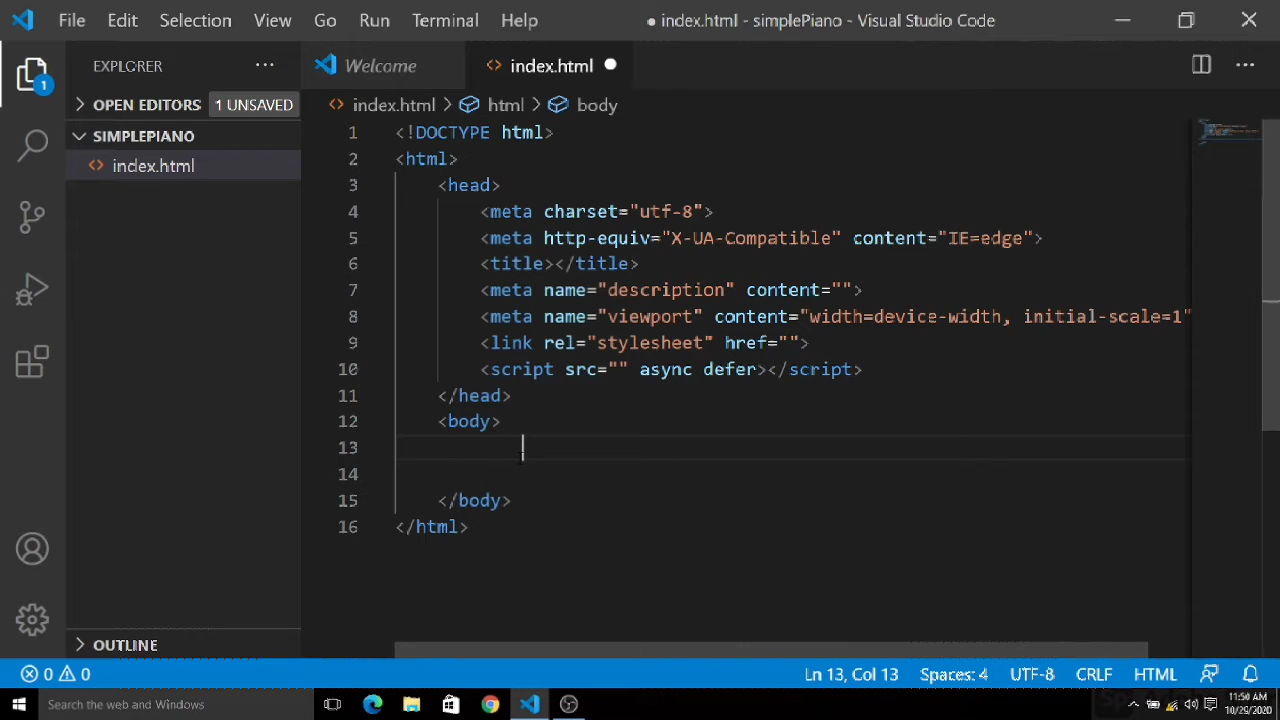 File Edit Selection View Go Run Terminal Help ● index.html - simplePiano - Visual Studio Code
EXPLORER ···
Welcome
index.html ●
1
OPEN EDITORS 1 UNSAVED
SIMPLEPIANO
index.html
index.html > html > body
1 <!DOCTYPE html>
2 <html>
3 <head>
4 <meta charset="utf-8">
5 <meta http-equiv="X-UA-Compatible" content="IE=edge">
6 <title></title>
7 <meta name="description" content="">
8 <meta name="viewport" content="width=device-width, initial-scale=1"
9 <link rel="stylesheet" href="">
10 <script src="" async defer></script>
11 </head>
12 <body>
13
14
15 </body>
16 </html>
OUTLINE
0 0 Ln 13, Col 13 Spaces: 4 UTF-8 CRLF HTML
Search the web and Windows
11:50 AM
10/29/2020